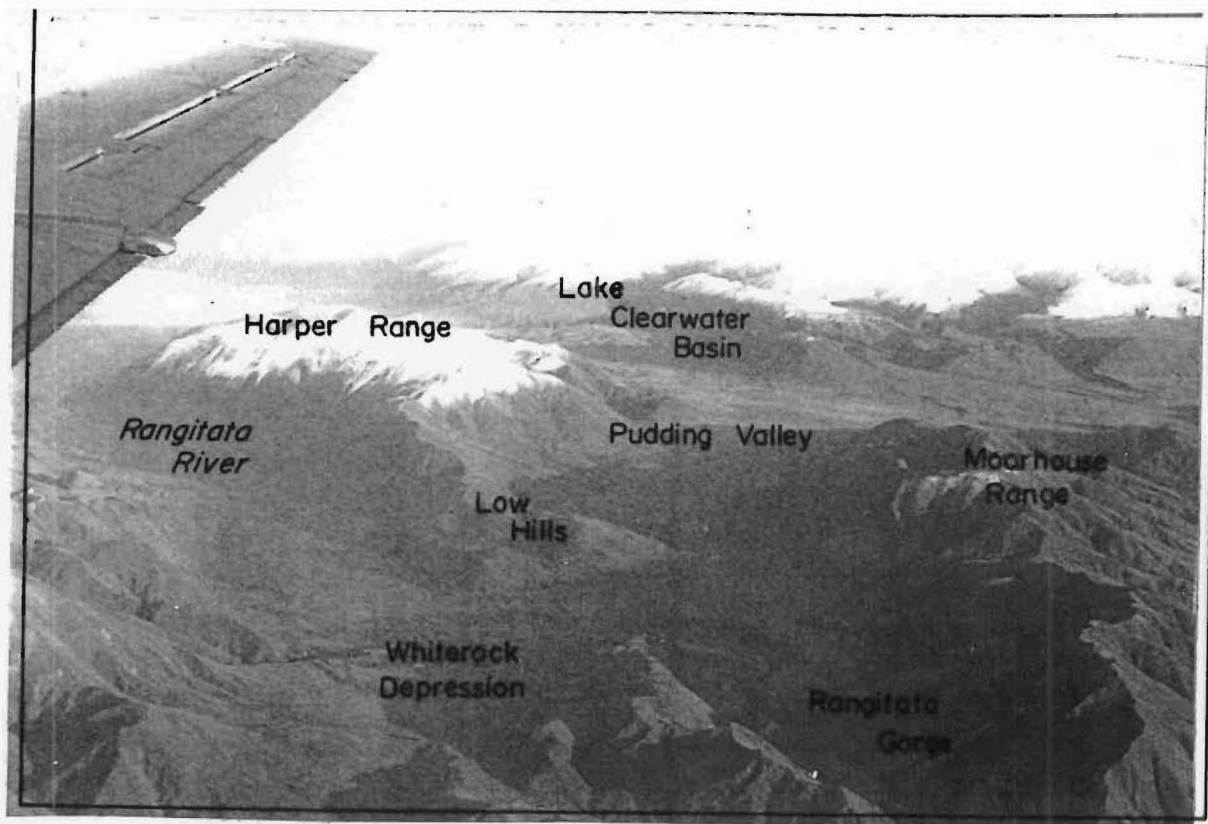 Lake
Clearwater
Basin
Harper Range
Rangitata
River
Pudding Valley
Moorhouse
Range
Low
Hills
Whiterock
Depression
Rangitata
Gorge